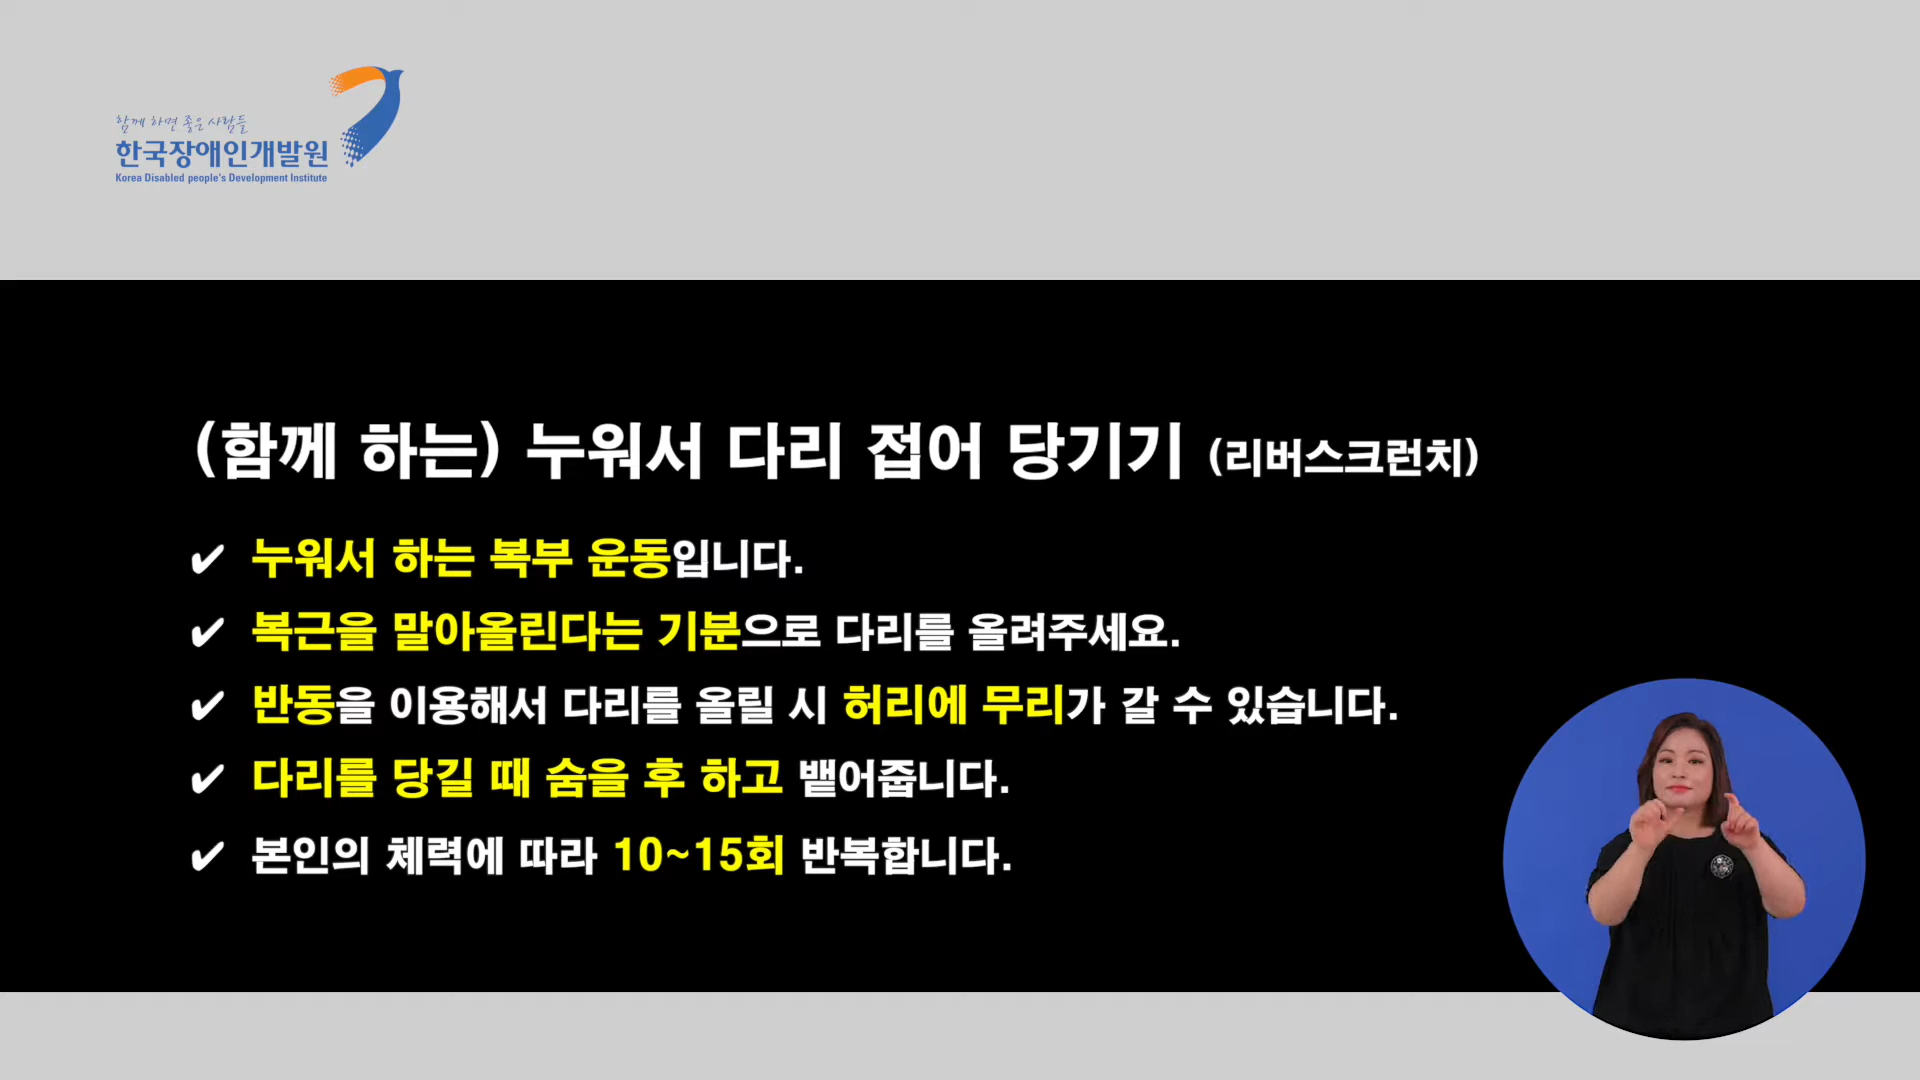 함께 하면 좋은 사람들
한국장애인개발원
Korea Disabled people's Development Institute
(함께 하는) 누워서 다리 접어 당기기 (리버스크런치)
✔ 누워서 하는 복부 운동입니다.
✔ 복근을 말아올린다는 기분으로 다리를 올려주세요.
✔ 반동을 이용해서 다리를 올릴 시 허리에 무리가 갈 수 있습니다.
✔ 다리를 당길 때 숨을 후 하고 뱉어줍니다.
✔ 본인의 체력에 따라 10~15회 반복합니다.